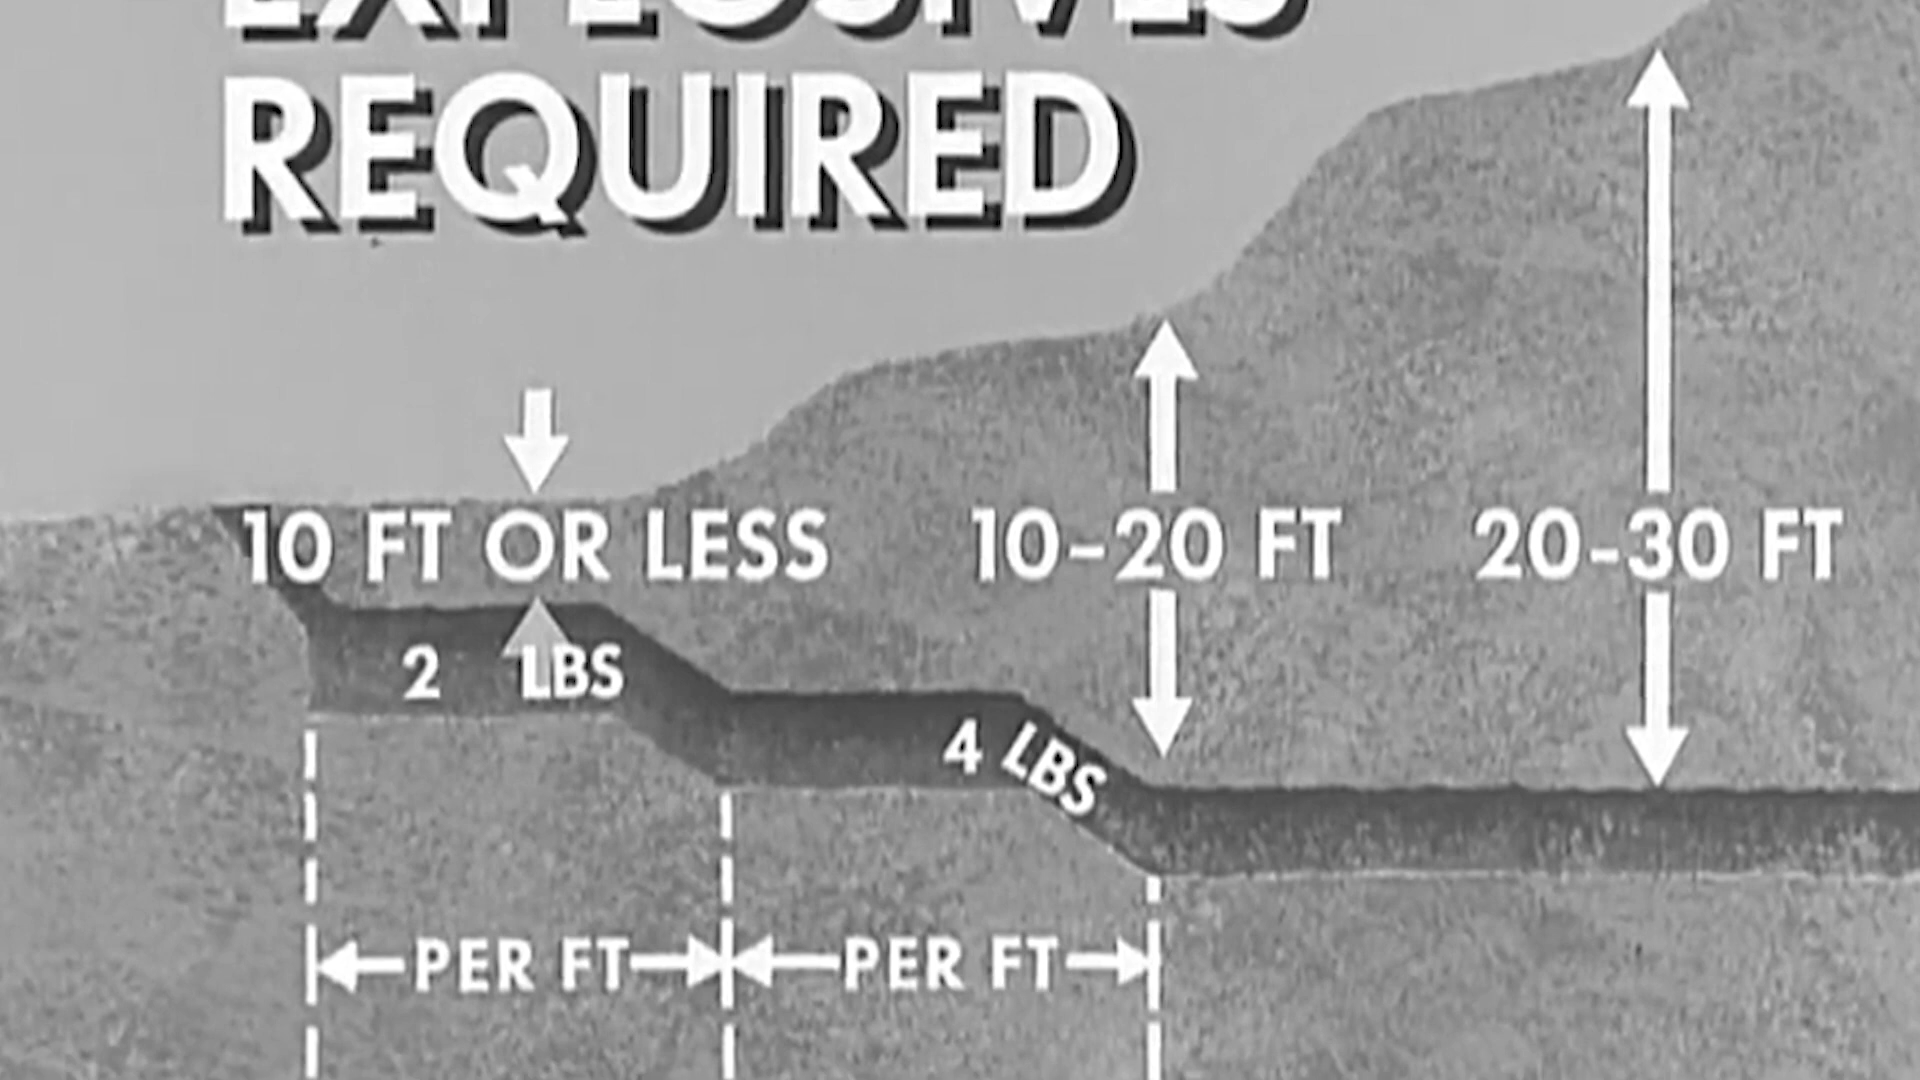 EXPLOSIVES
REQUIRED
10 FT OR LESS
10-20 FT
20-30 FT
2 LBS
4 LBS
PER FT
PER FT